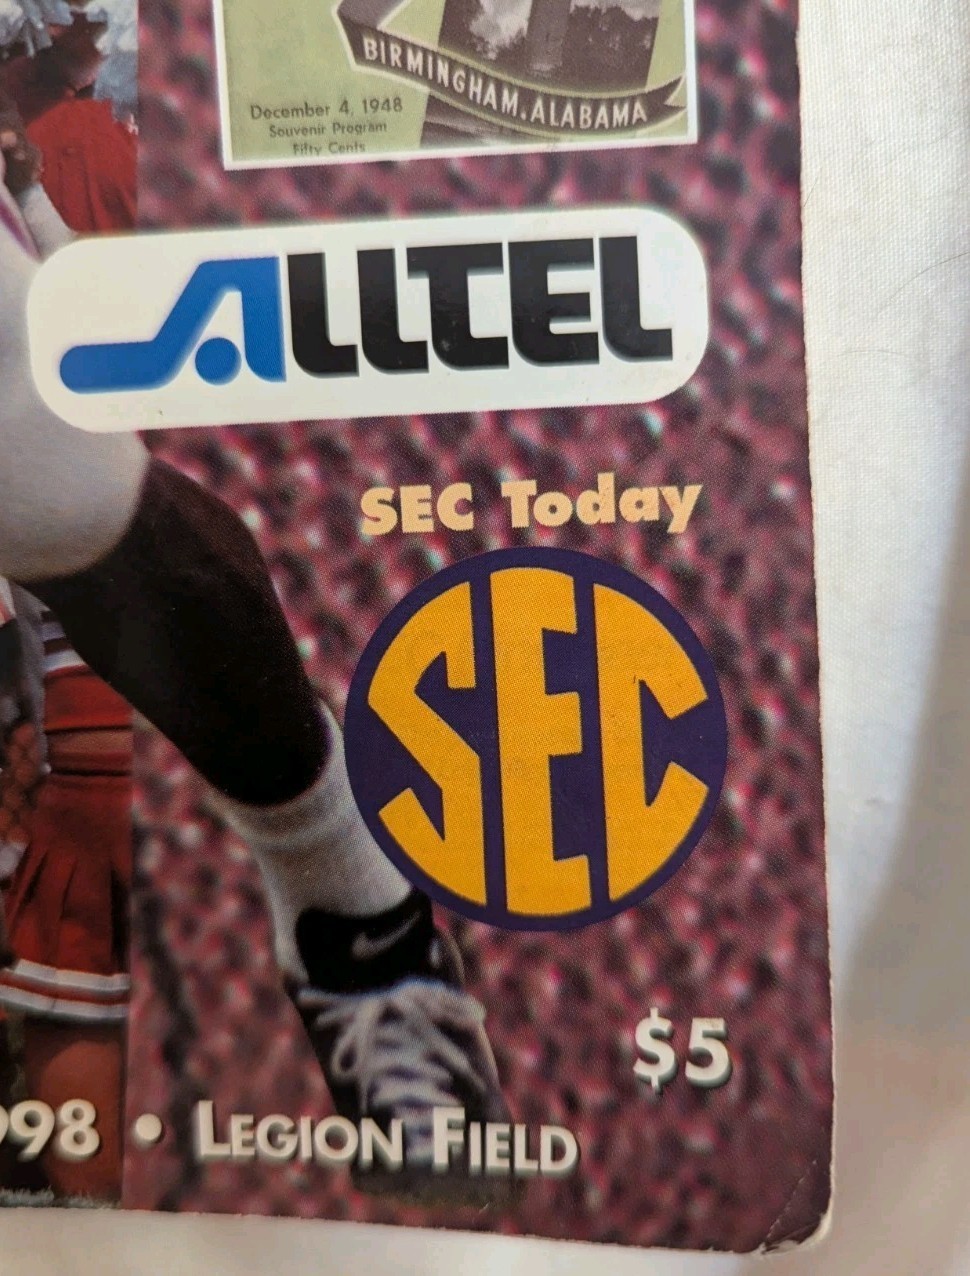 BIRMINGHAM, ALABAMA
December 4, 1948
Souvenir Program
Fifty Cents
ALLTEL
SEC Today
SEC
$5
998 • LEGION FIELD